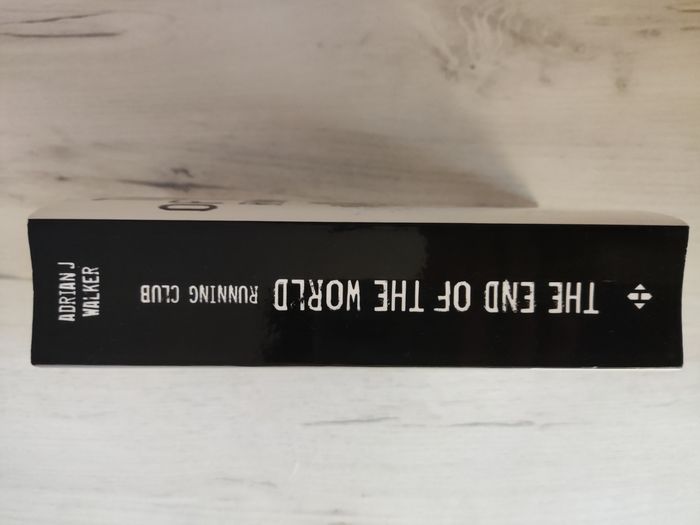 THE END OF THE WORLD
RUNNING CLUB
ADRIAN J
WALKER